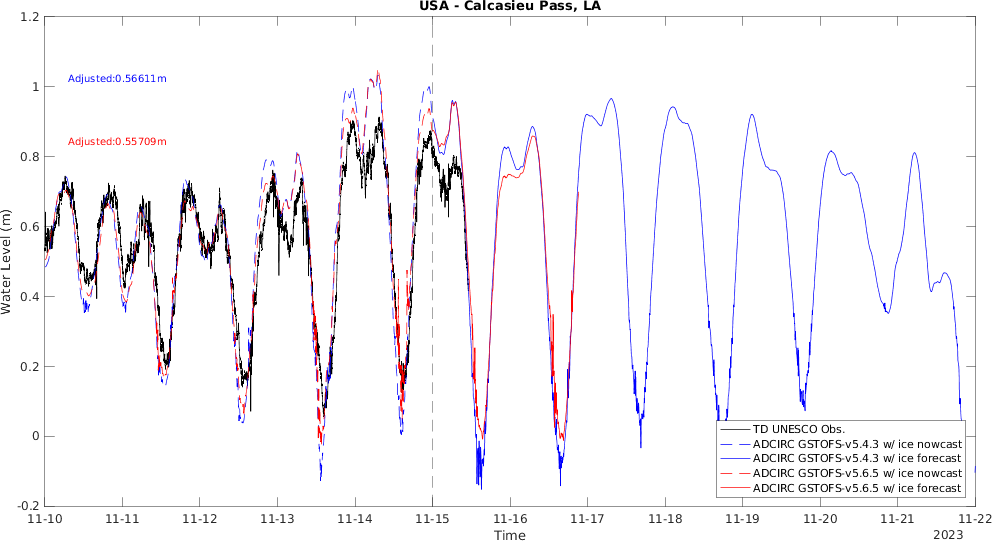 USA - Calcasieu Pass, LA
1.2
1
0.8
0.6
0.4
0.2
0
-0.2
Water Level (m)
Adjusted:0.56611m
Adjusted:0.55709m
TD UNESCO Obs.
ADCIRC GSTOFS-v5.4.3 w/ ice nowcast
ADCIRC GSTOFS-v5.4.3 w/ ice forecast
ADCIRC GSTOFS-v5.6.5 w/ ice nowcast
ADCIRC GSTOFS-v5.6.5 w/ ice forecast
11-10 11-11 11-12 11-13 11-14 11-15 11-16 11-17 11-18 11-19 11-20 11-21 11-22
Time
2023